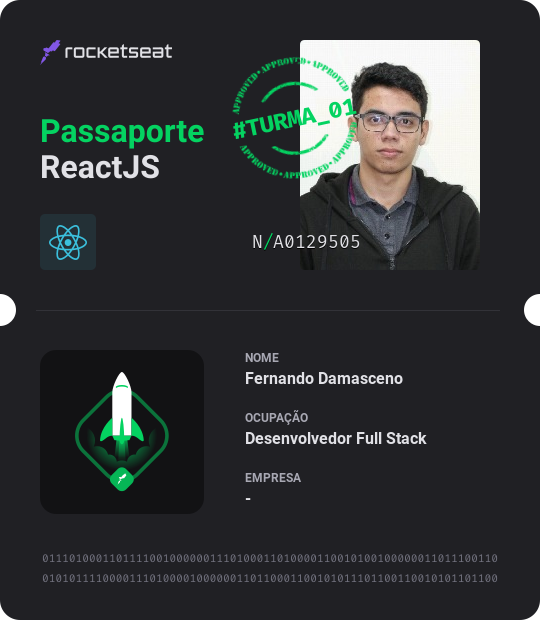 rocketseat
APPROVED • APPROVED • APPROVED
#TURMA_01
APPROVED • APPROVED • APPROVED
Passaporte
ReactJS
N/A0129505
NOME
Fernando Damasceno
OCUPAÇÃO
Desenvolvedor Full Stack
EMPRESA
-